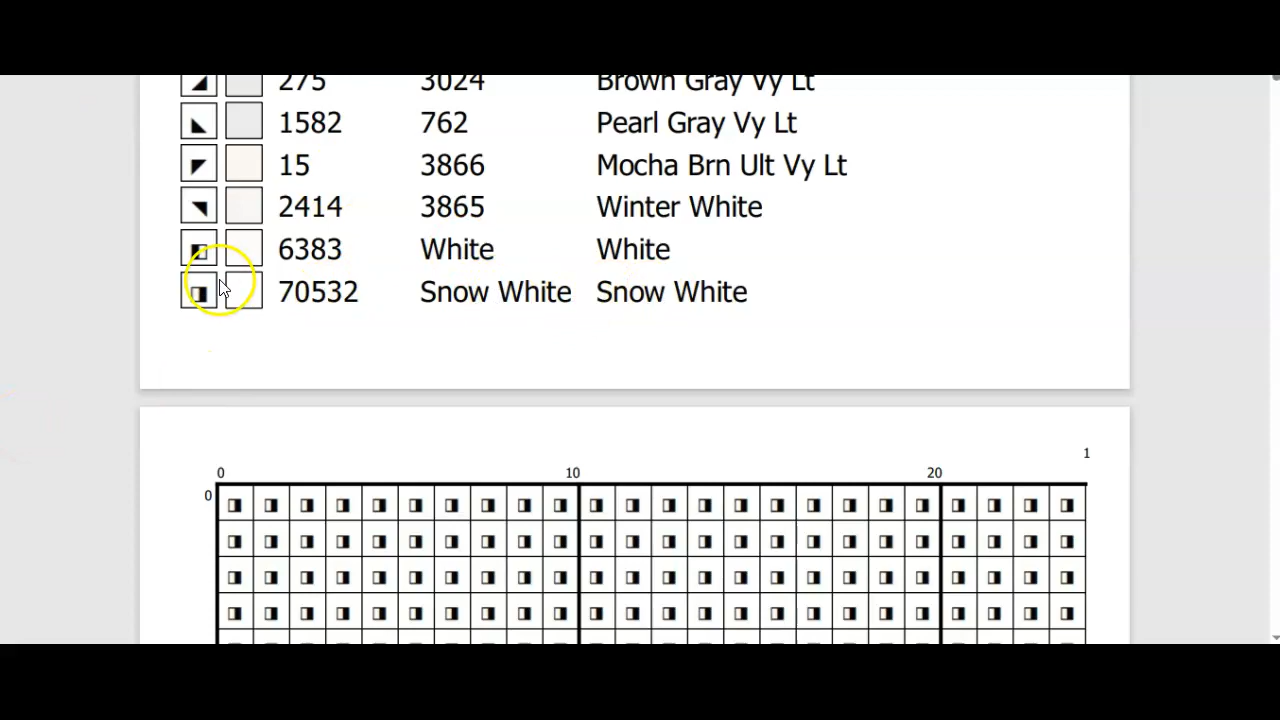 275 3024 Brown Gray Vy Lt
1582 762 Pearl Gray Vy Lt
15 3866 Mocha Brn Ult Vy Lt
2414 3865 Winter White
6383 White White
70532 Snow White Snow White
1
0 10 20
0